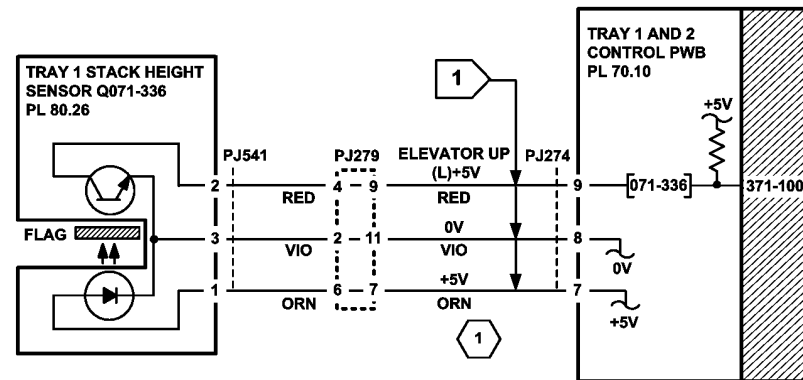 TRAY 1 STACK HEIGHT
SENSOR Q071-336
PL 80.26
FLAG
2
3
1
PJ541
RED
VIO
ORN
PJ279
4 9
2 11
6 7
ELEVATOR UP
(L)+5V
RED
0V
VIO
+5V
ORN
1
1
PJ274
9
8
7
TRAY 1 AND 2
CONTROL PWB
PL 70.10
+5V
[071-336]
371-100
0V
+5V